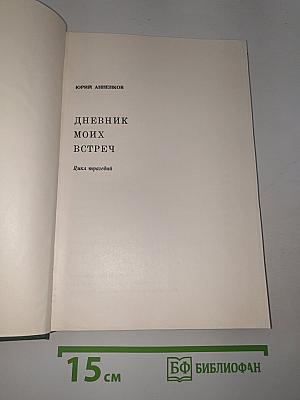 ЮРИЙ АННЕНКОВ
ДНЕВНИК
МОИХ
ВСТРЕЧ
Цикл трагедий
15 см
БФ БИБЛИОФАН